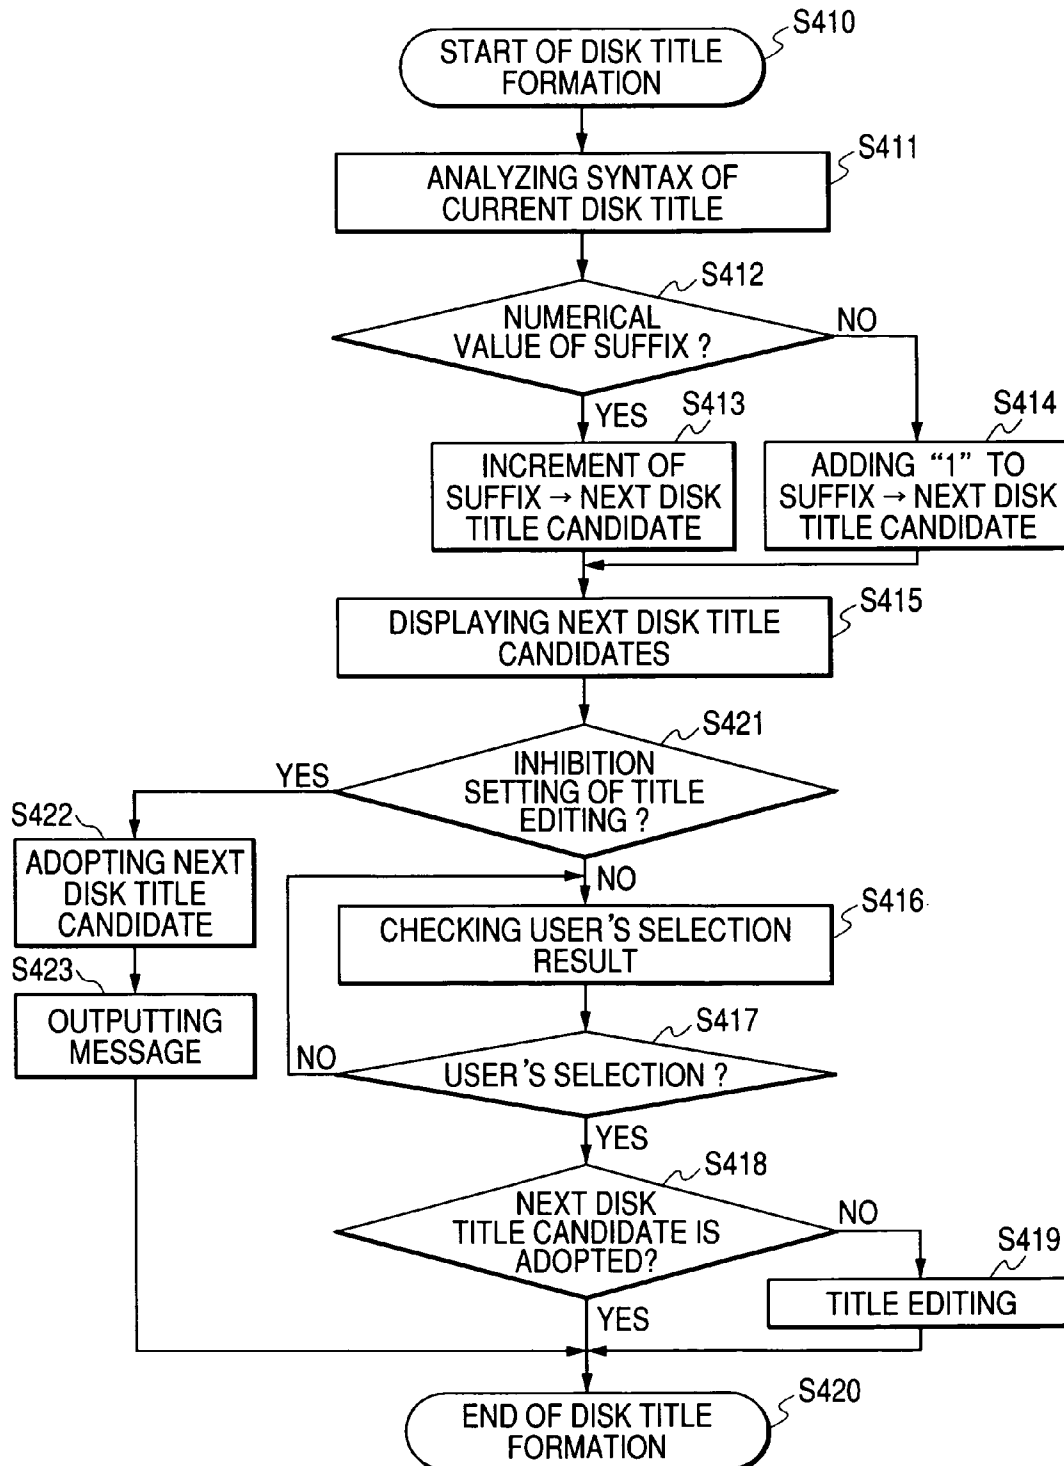 S410
START OF DISK TITLE
FORMATION
S411
ANALYZING SYNTAX OF
CURRENT DISK TITLE
S412
NUMERICAL
VALUE OF SUFFIX ?
NO
YES
S413
INCREMENT OF
SUFFIX → NEXT DISK
TITLE CANDIDATE
S414
ADDING “1” TO
SUFFIX → NEXT DISK
TITLE CANDIDATE
S415
DISPLAYING NEXT DISK TITLE
CANDIDATES
S421
INHIBITION
SETTING OF TITLE
EDITING ?
YES
S422
ADOPTING NEXT
DISK TITLE
CANDIDATE
S423
OUTPUTTING
MESSAGE
NO
S416
CHECKING USER'S SELECTION
RESULT
S417
USER'S SELECTION ?
NO
YES
S418
NEXT DISK
TITLE CANDIDATE IS
ADOPTED?
NO
S419
TITLE EDITING
YES
S420
END OF DISK TITLE
FORMATION